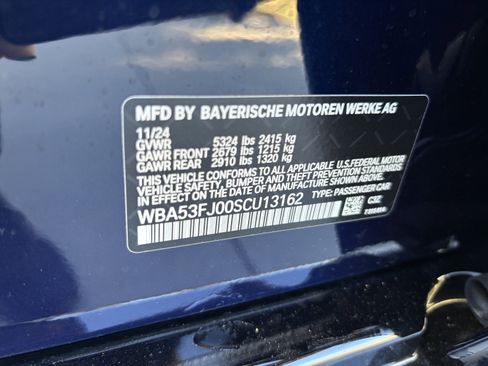 MFD BY BAYERISCHE MOTOREN WERKE AG
11/24
GVWR 5324 lbs 2415 kg
GAWR FRONT 2679 lbs 1215 kg
GAWR REAR 2910 lbs 1320 kg
THIS VEHICLE CONFORMS TO ALL APPLICABLE U.S. FEDERAL MOTOR
VEHICLE SAFETY, BUMPER, AND THEFT PREVENTION STANDARDS
IN EFFECT ON THE DATE OF MANUFACTURE SHOWN ABOVE.
WBA53FJ00SCU13162 TYPE: PASSENGER CAR
C3Z